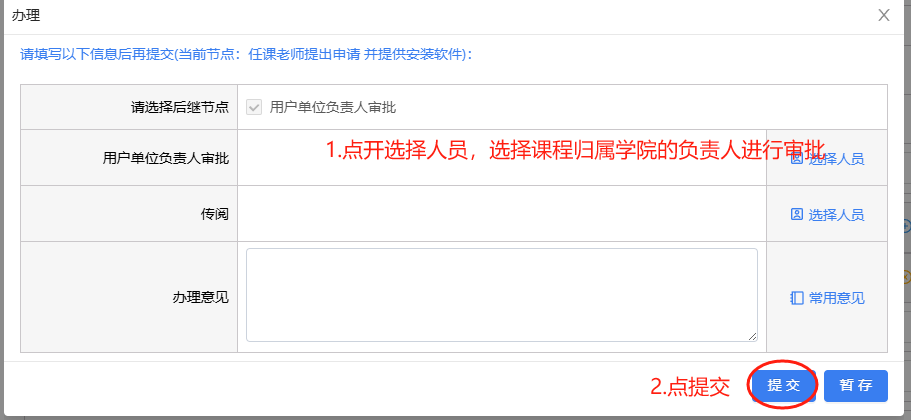 办理
请填写以下信息后再提交(当前节点：任课老师提出申请 并提供安装软件)：
请选择后继节点 用户单位负责人审批
用户单位负责人审批 1.点开选择人员，选择课程归属学院的负责人进行审批 选择人员
传阅 选择人员
办理意见 常用意见
2.点提交 提交 暂存